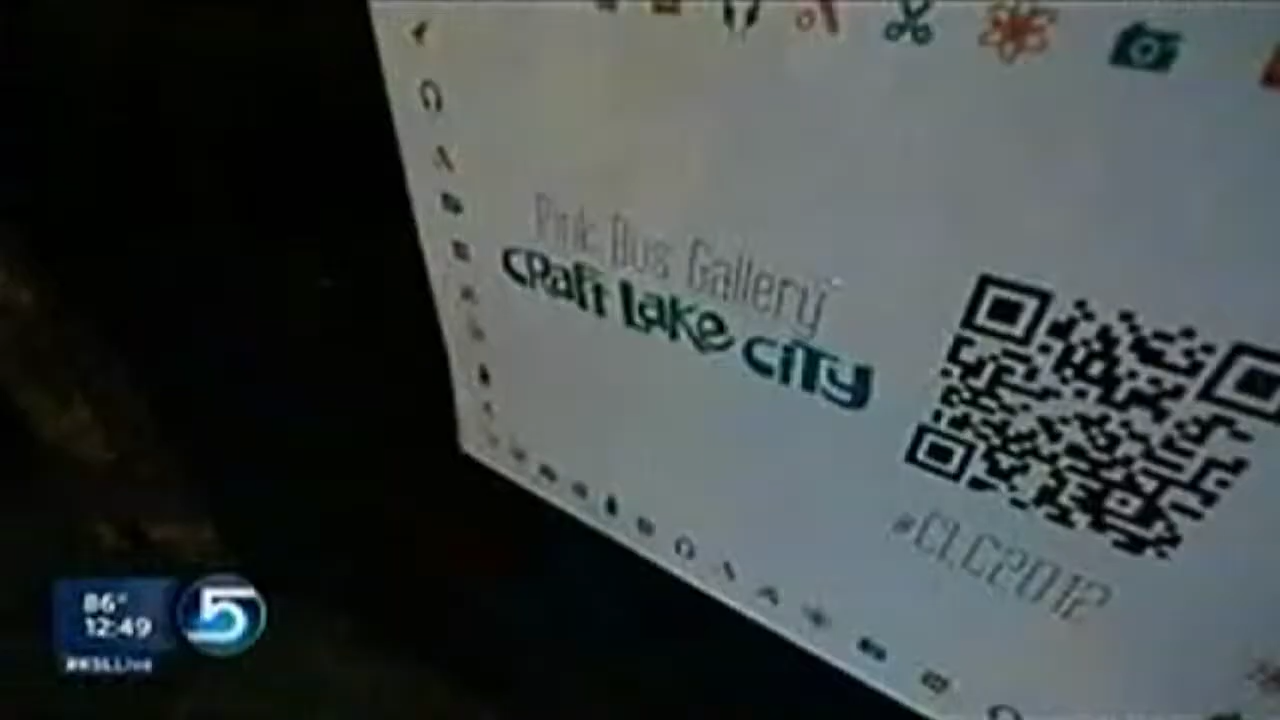 Pink Bus Gallery
CRaFT LaKe CiTY
#CLC2012
86°
12:49
5
#KSLLive